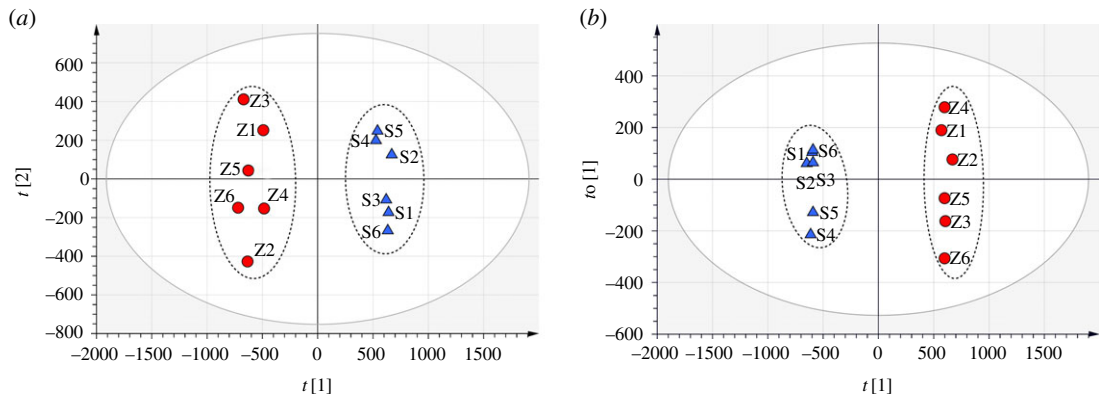 (a)
t [2]
600
400
200
0
–200
–400
–600
–800
–2000 –1500 –1000 –500 0 500 1000 1500
t [1]
Z3
Z1
Z5
Z6 Z4
Z2
S5
S4
S2
S3
S1
S6
(b)
to [1]
400
200
0
–200
–400
–600
–2000 –1500 –1000 –500 0 500 1000 1500
t [1]
S1 S6
S2 S3
S5
S4
Z4
Z1
Z2
Z5
Z3
Z6